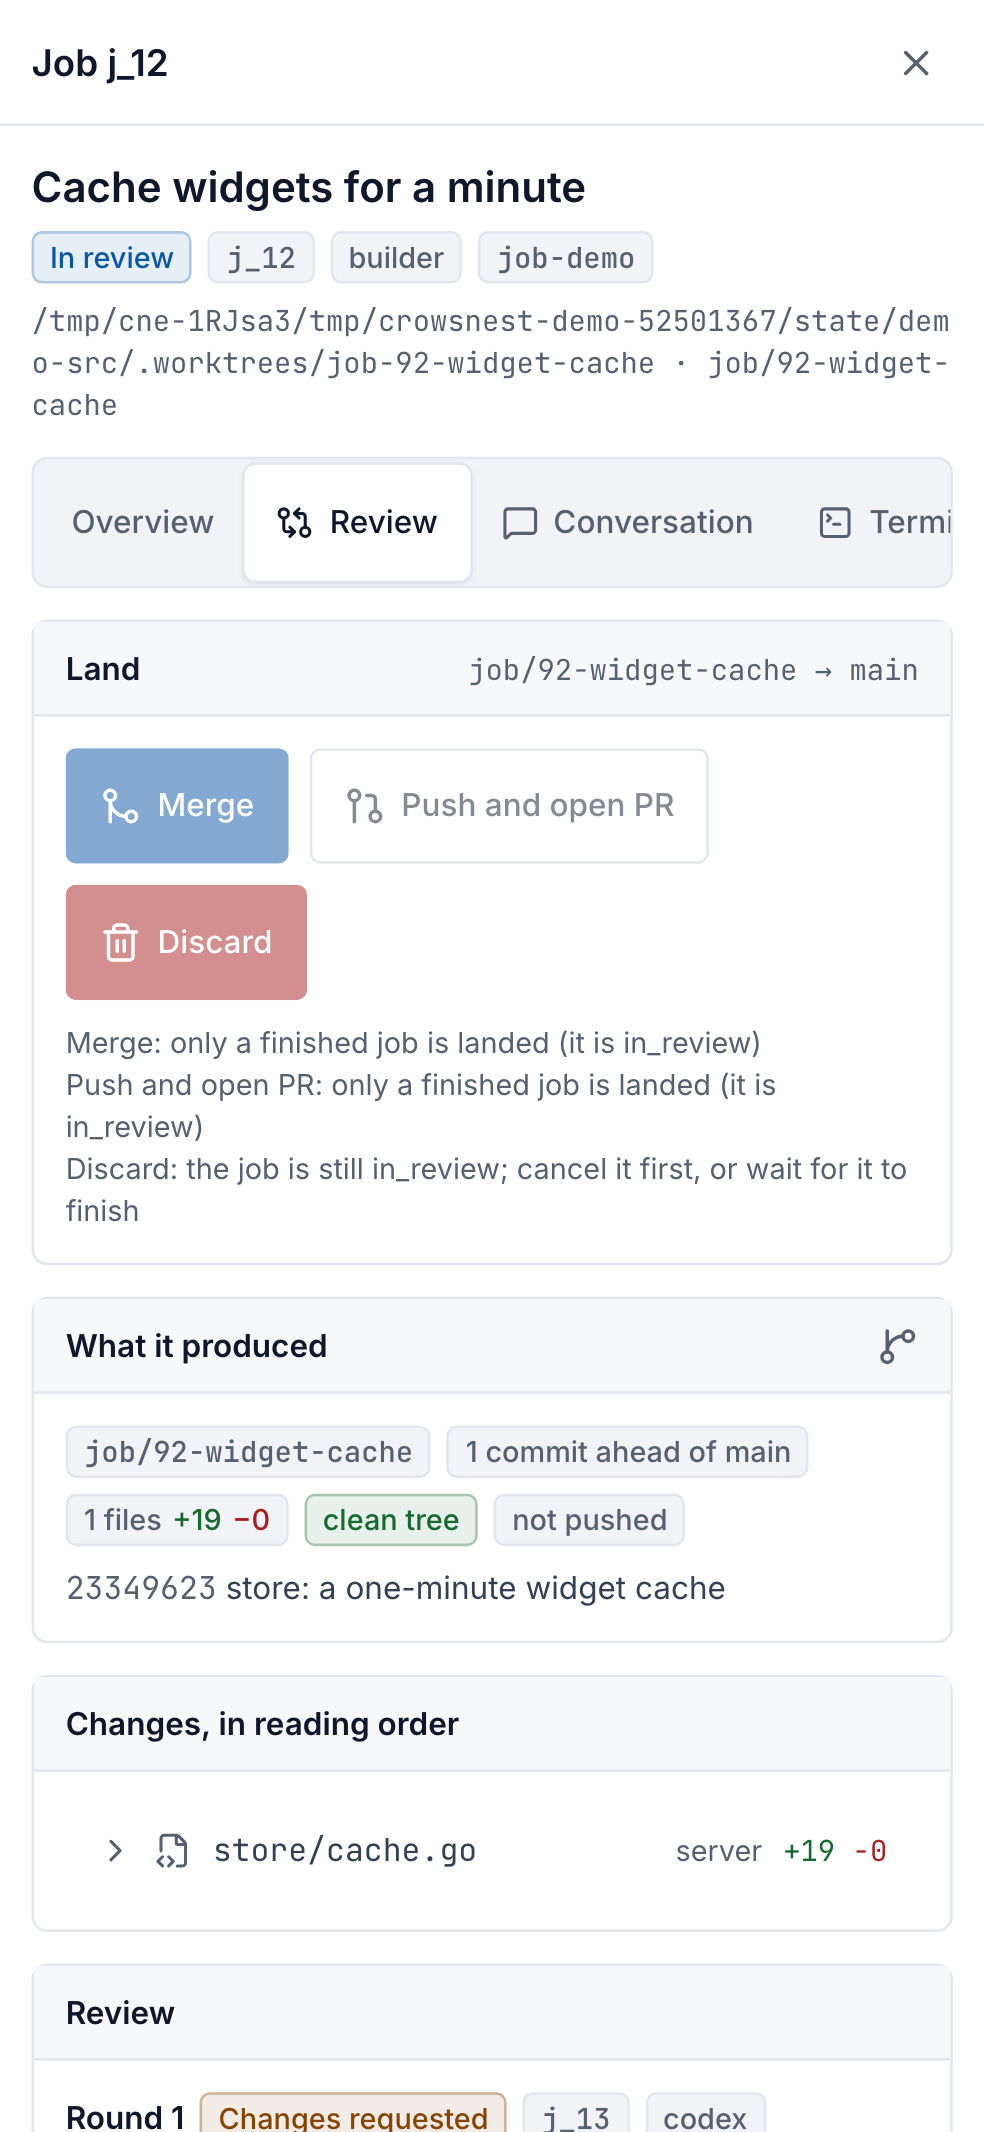 Job j_12
Cache widgets for a minute
In review j_12 builder job-demo
/tmp/cne-1RJsa3/tmp/crowsnest-demo-52501367/state/dem
o-src/.worktrees/job-92-widget-cache · job/92-widget-
cache
Overview Review Conversation Termi
Land job/92-widget-cache → main
Merge Push and open PR
Discard
Merge: only a finished job is landed (it is in_review)
Push and open PR: only a finished job is landed (it is
in_review)
Discard: the job is still in_review; cancel it first, or wait for it to
finish
What it produced
job/92-widget-cache 1 commit ahead of main
1 files +19 −0 clean tree not pushed
23349623 store: a one-minute widget cache
Changes, in reading order
store/cache.go server +19 -0
Review
Round 1 Changes requested j_13 codex